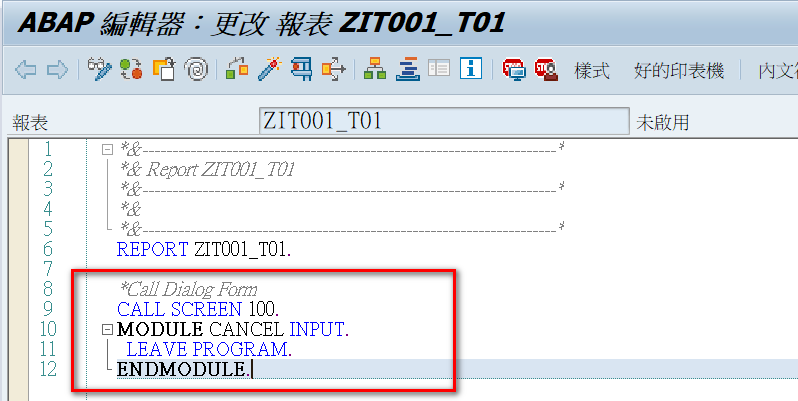 ABAP 編輯器：更改 報表 ZIT001_T01
樣式 好的印表機 內文
報表 ZIT001_T01 未啟用
1 *&---------------------------------------------------------------------*
2 *& Report ZIT001_T01
3 *&---------------------------------------------------------------------*
4 *&
5 *&---------------------------------------------------------------------*
6 REPORT ZIT001_T01.
7
8 *Call Dialog Form
9 CALL SCREEN 100.
10 MODULE CANCEL INPUT.
11 LEAVE PROGRAM.
12 ENDMODULE.